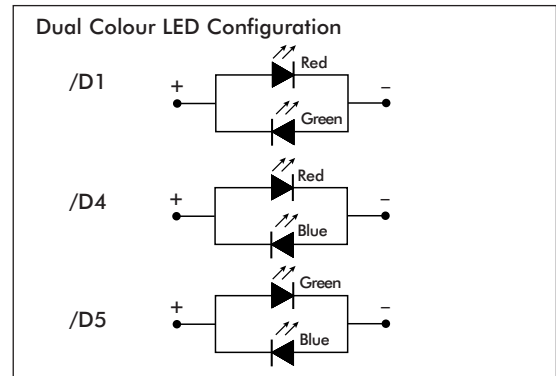 Dual Colour LED Configuration
Red
/D1
+ –
Green
Red
/D4
+ –
Blue
Green
/D5
+ –
Blue